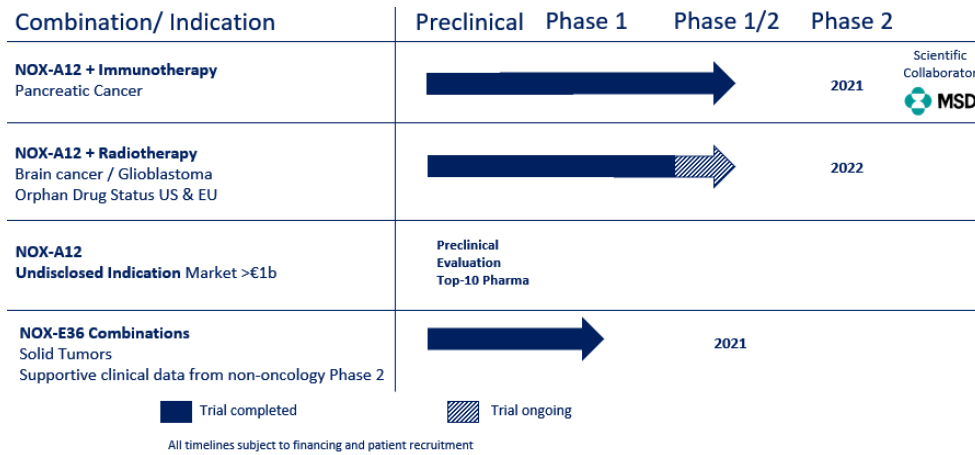 Combination/ Indication Preclinical Phase 1 Phase 1/2 Phase 2
NOX-A12 + Immunotherapy
Pancreatic Cancer
2021
Scientific
Collaborator
MSD
NOX-A12 + Radiotherapy
Brain cancer / Glioblastoma
Orphan Drug Status US & EU
2022
NOX-A12
Undisclosed Indication Market >€1b
Preclinical
Evaluation
Top-10 Pharma
NOX-E36 Combinations
Solid Tumors
Supportive clinical data from non-oncology Phase 2
2021
Trial completed Trial ongoing
All timelines subject to financing and patient recruitment